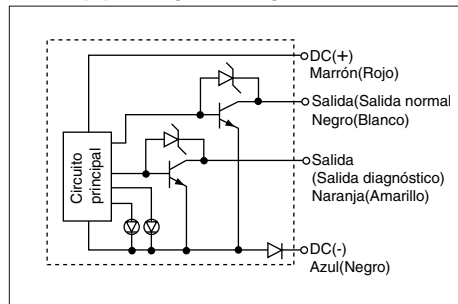 DC(+)
Marrón(Rojo)
Salida(Salida normal
Negro(Blanco)
Salida
(Salida diagnóstico)
Naranja(Amarillo)
Circuito
principal
DC(-)
Azul(Negro)